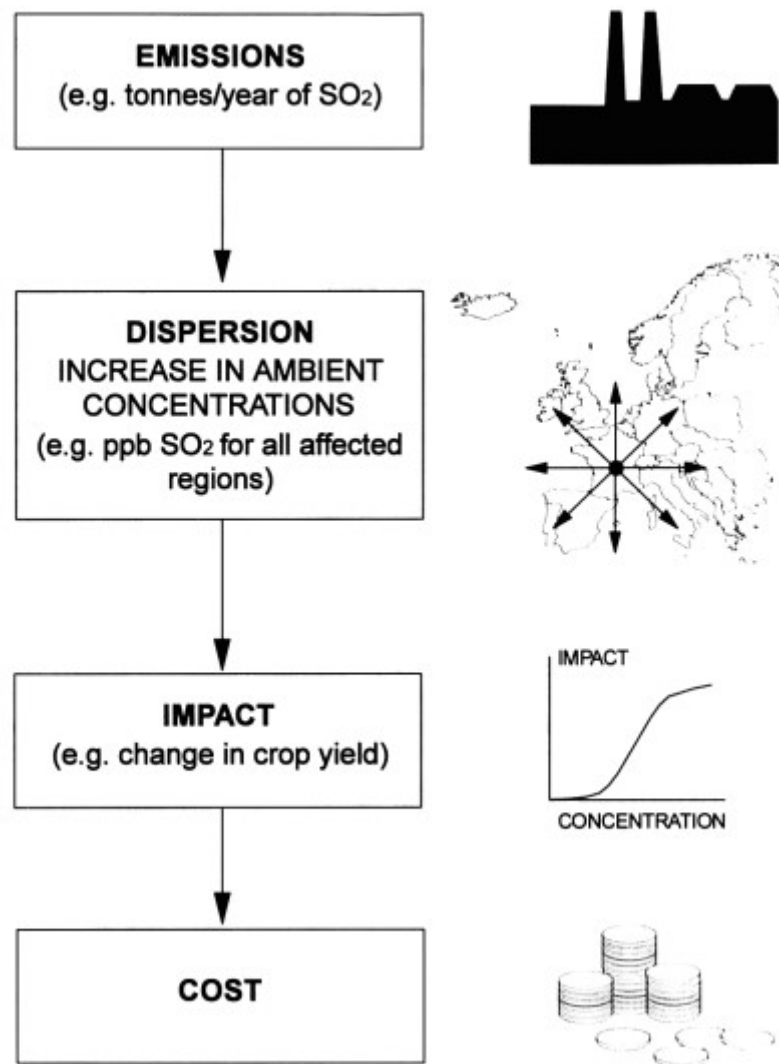 EMISSIONS
(e.g. tonnes/year of SO₂)
DISPERSION
INCREASE IN AMBIENT
CONCENTRATIONS
(e.g. ppb SO₂ for all affected
regions)
IMPACT
(e.g. change in crop yield)
IMPACT
CONCENTRATION
COST